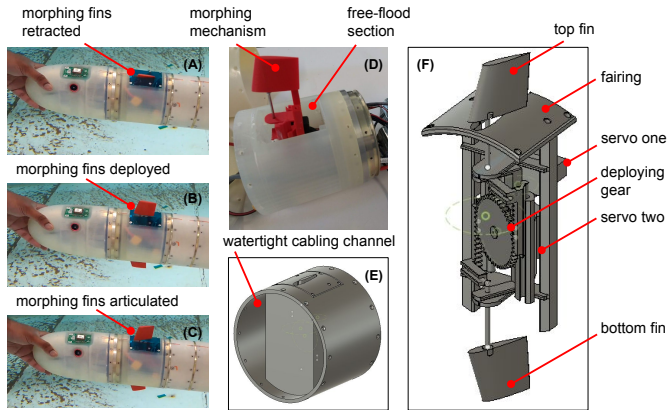 morphing fins
retracted
(A)
morphing fins deployed
(B)
morphing fins articulated
(C)
morphing
mechanism
free-flood
section
(D)
watertight cabling channel
(E)
(F)
top fin
fairing
servo one
deploying
gear
servo two
bottom fin